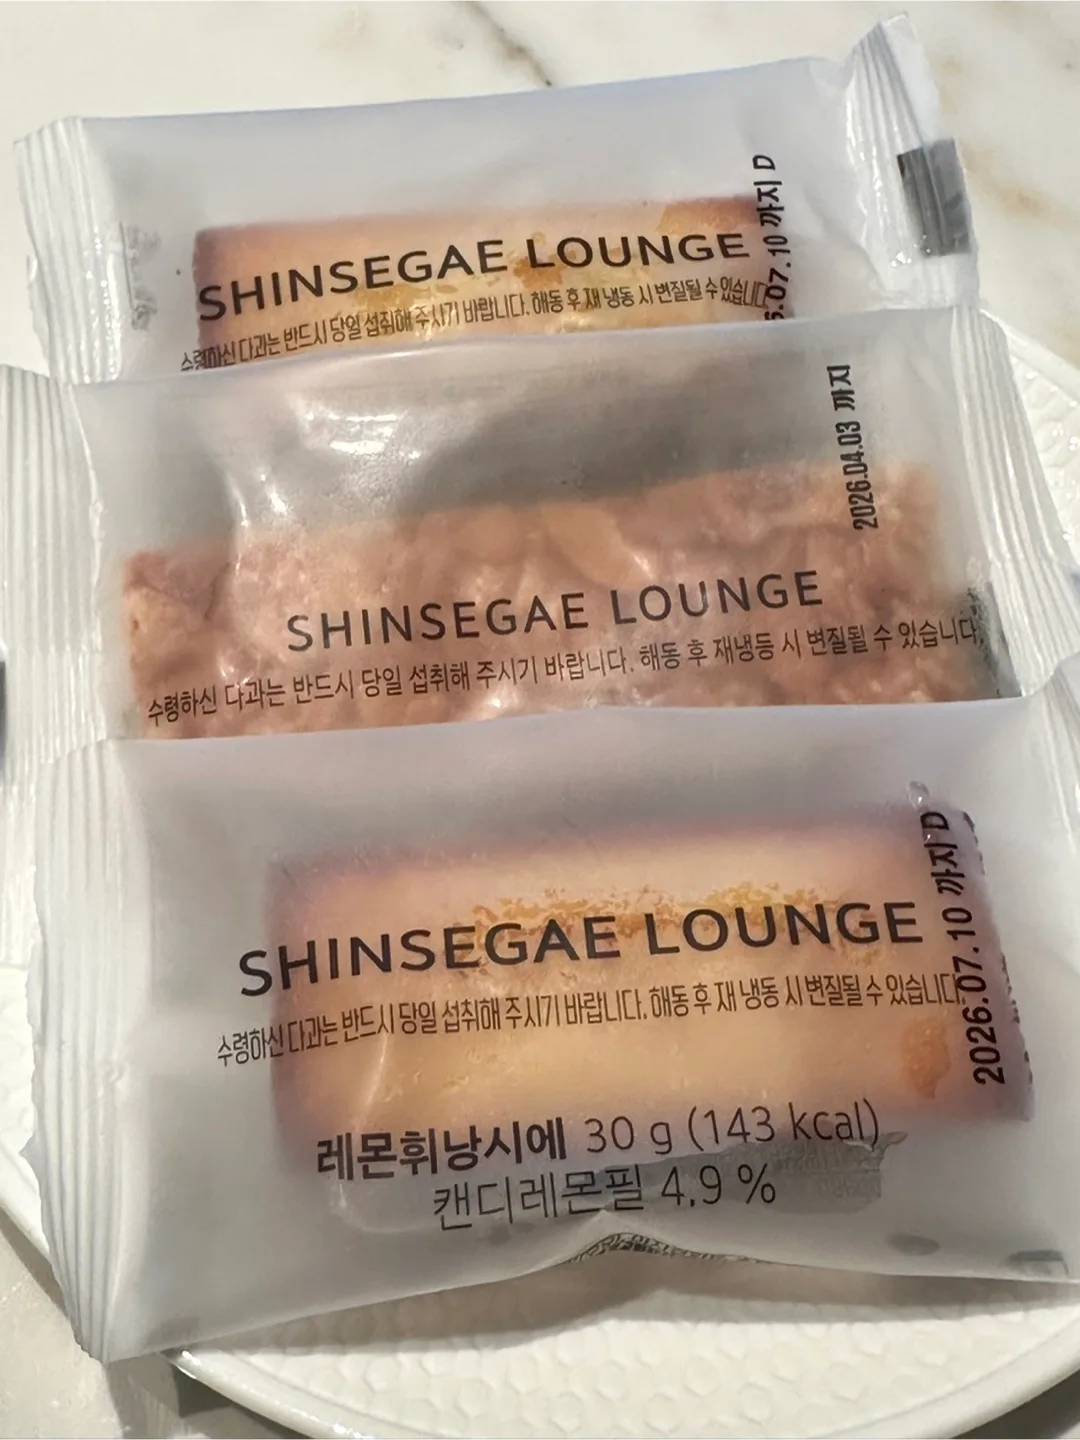 SHINSEGAE LOUNGE
수령하신 다과는 반드시 당일 섭취해 주시기 바랍니다. 해동 후 재 냉동 시 변질될 수 있습니다.
.07.10 까지 D
SHINSEGAE LOUNGE
수령하신 다과는 반드시 당일 섭취해 주시기 바랍니다. 해동 후 재냉동 시 변질될 수 있습니다.
2026.04.03 까지
SHINSEGAE LOUNGE
수령하신 다과는 반드시 당일 섭취해 주시기 바랍니다. 해동 후 재 냉동 시 변질될 수 있습니다.
2026.07.10 까지 D
레몬휘낭시에 30 g (143 kcal)
캔디레몬필 4.9 %